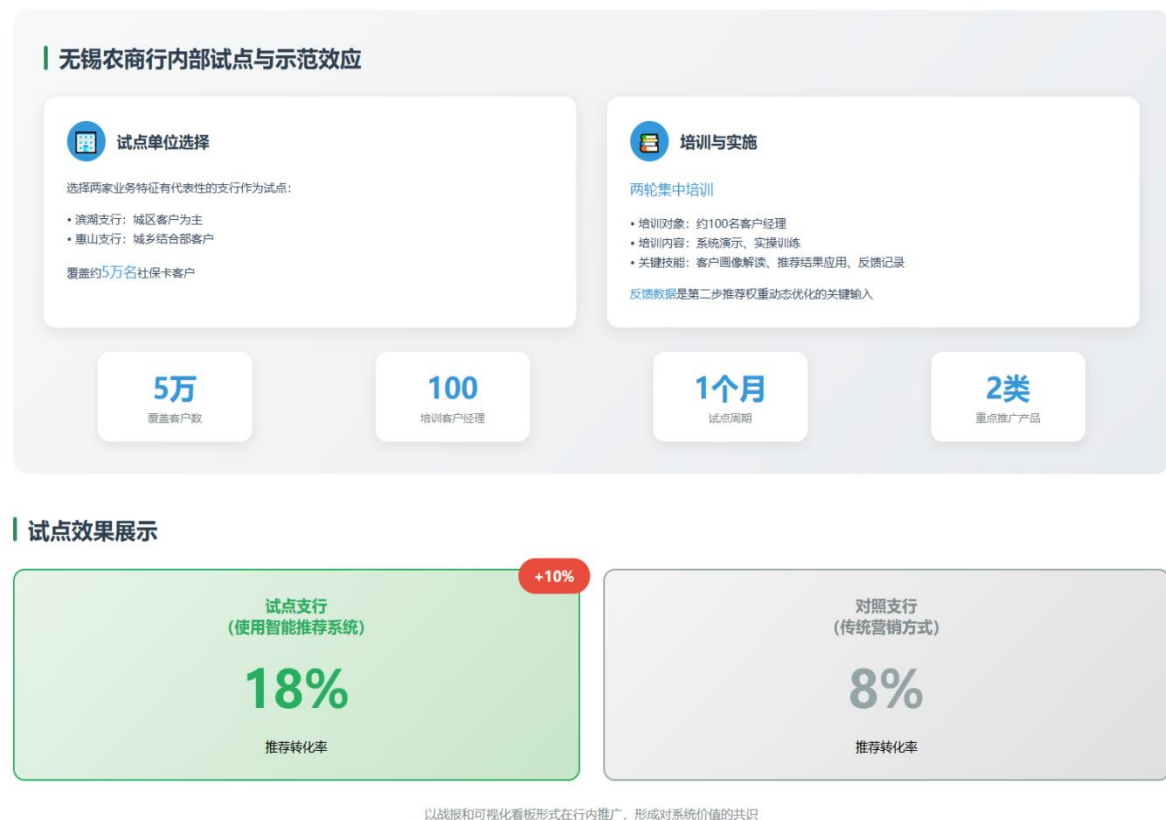 无锡农商行内部试点与示范效应
试点单位选择
选择两家业务特征有代表性的支行作为试点：
• 滨湖支行：城区客户为主
• 惠山支行：城乡结合部客户
覆盖约5万名社保卡客户
培训与实施
两轮集中培训
• 培训对象：约100名客户经理
• 培训内容：系统演示、实操训练
• 关键技能：客户画像解读、推荐结果应用、反馈记录
反馈数据是第二步推荐权重动态优化的关键输入
5万
覆盖客户数
100
培训客户经理
1个月
试点周期
2类
重点推广产品
试点效果展示
+10%
试点支行
（使用智能推荐系统）
18%
推荐转化率
对照支行
（传统营销方式）
8%
推荐转化率
以战报和可视化看板形式在行内推广，形成对系统价值的共识